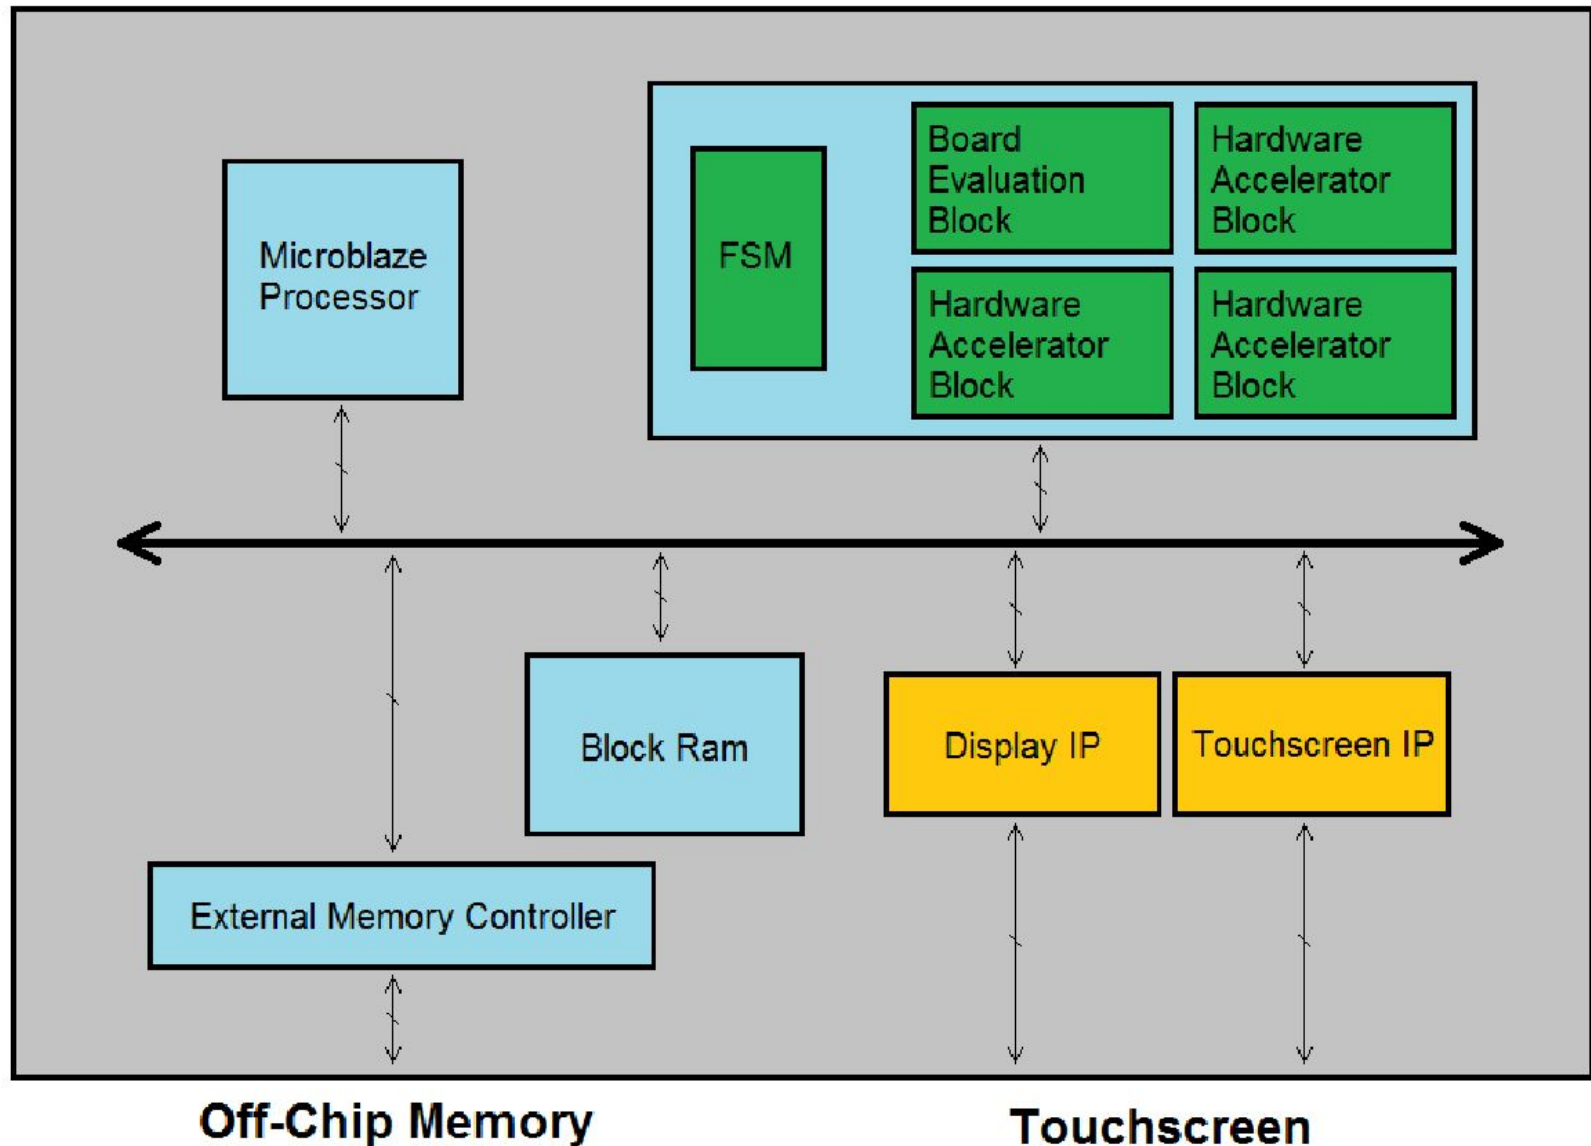 Microblaze
Processor
FSM
Board
Evaluation
Block
Hardware
Accelerator
Block
Hardware
Accelerator
Block
Hardware
Accelerator
Block
Block Ram
Display IP
Touchscreen IP
External Memory Controller
Off-Chip Memory
Touchscreen